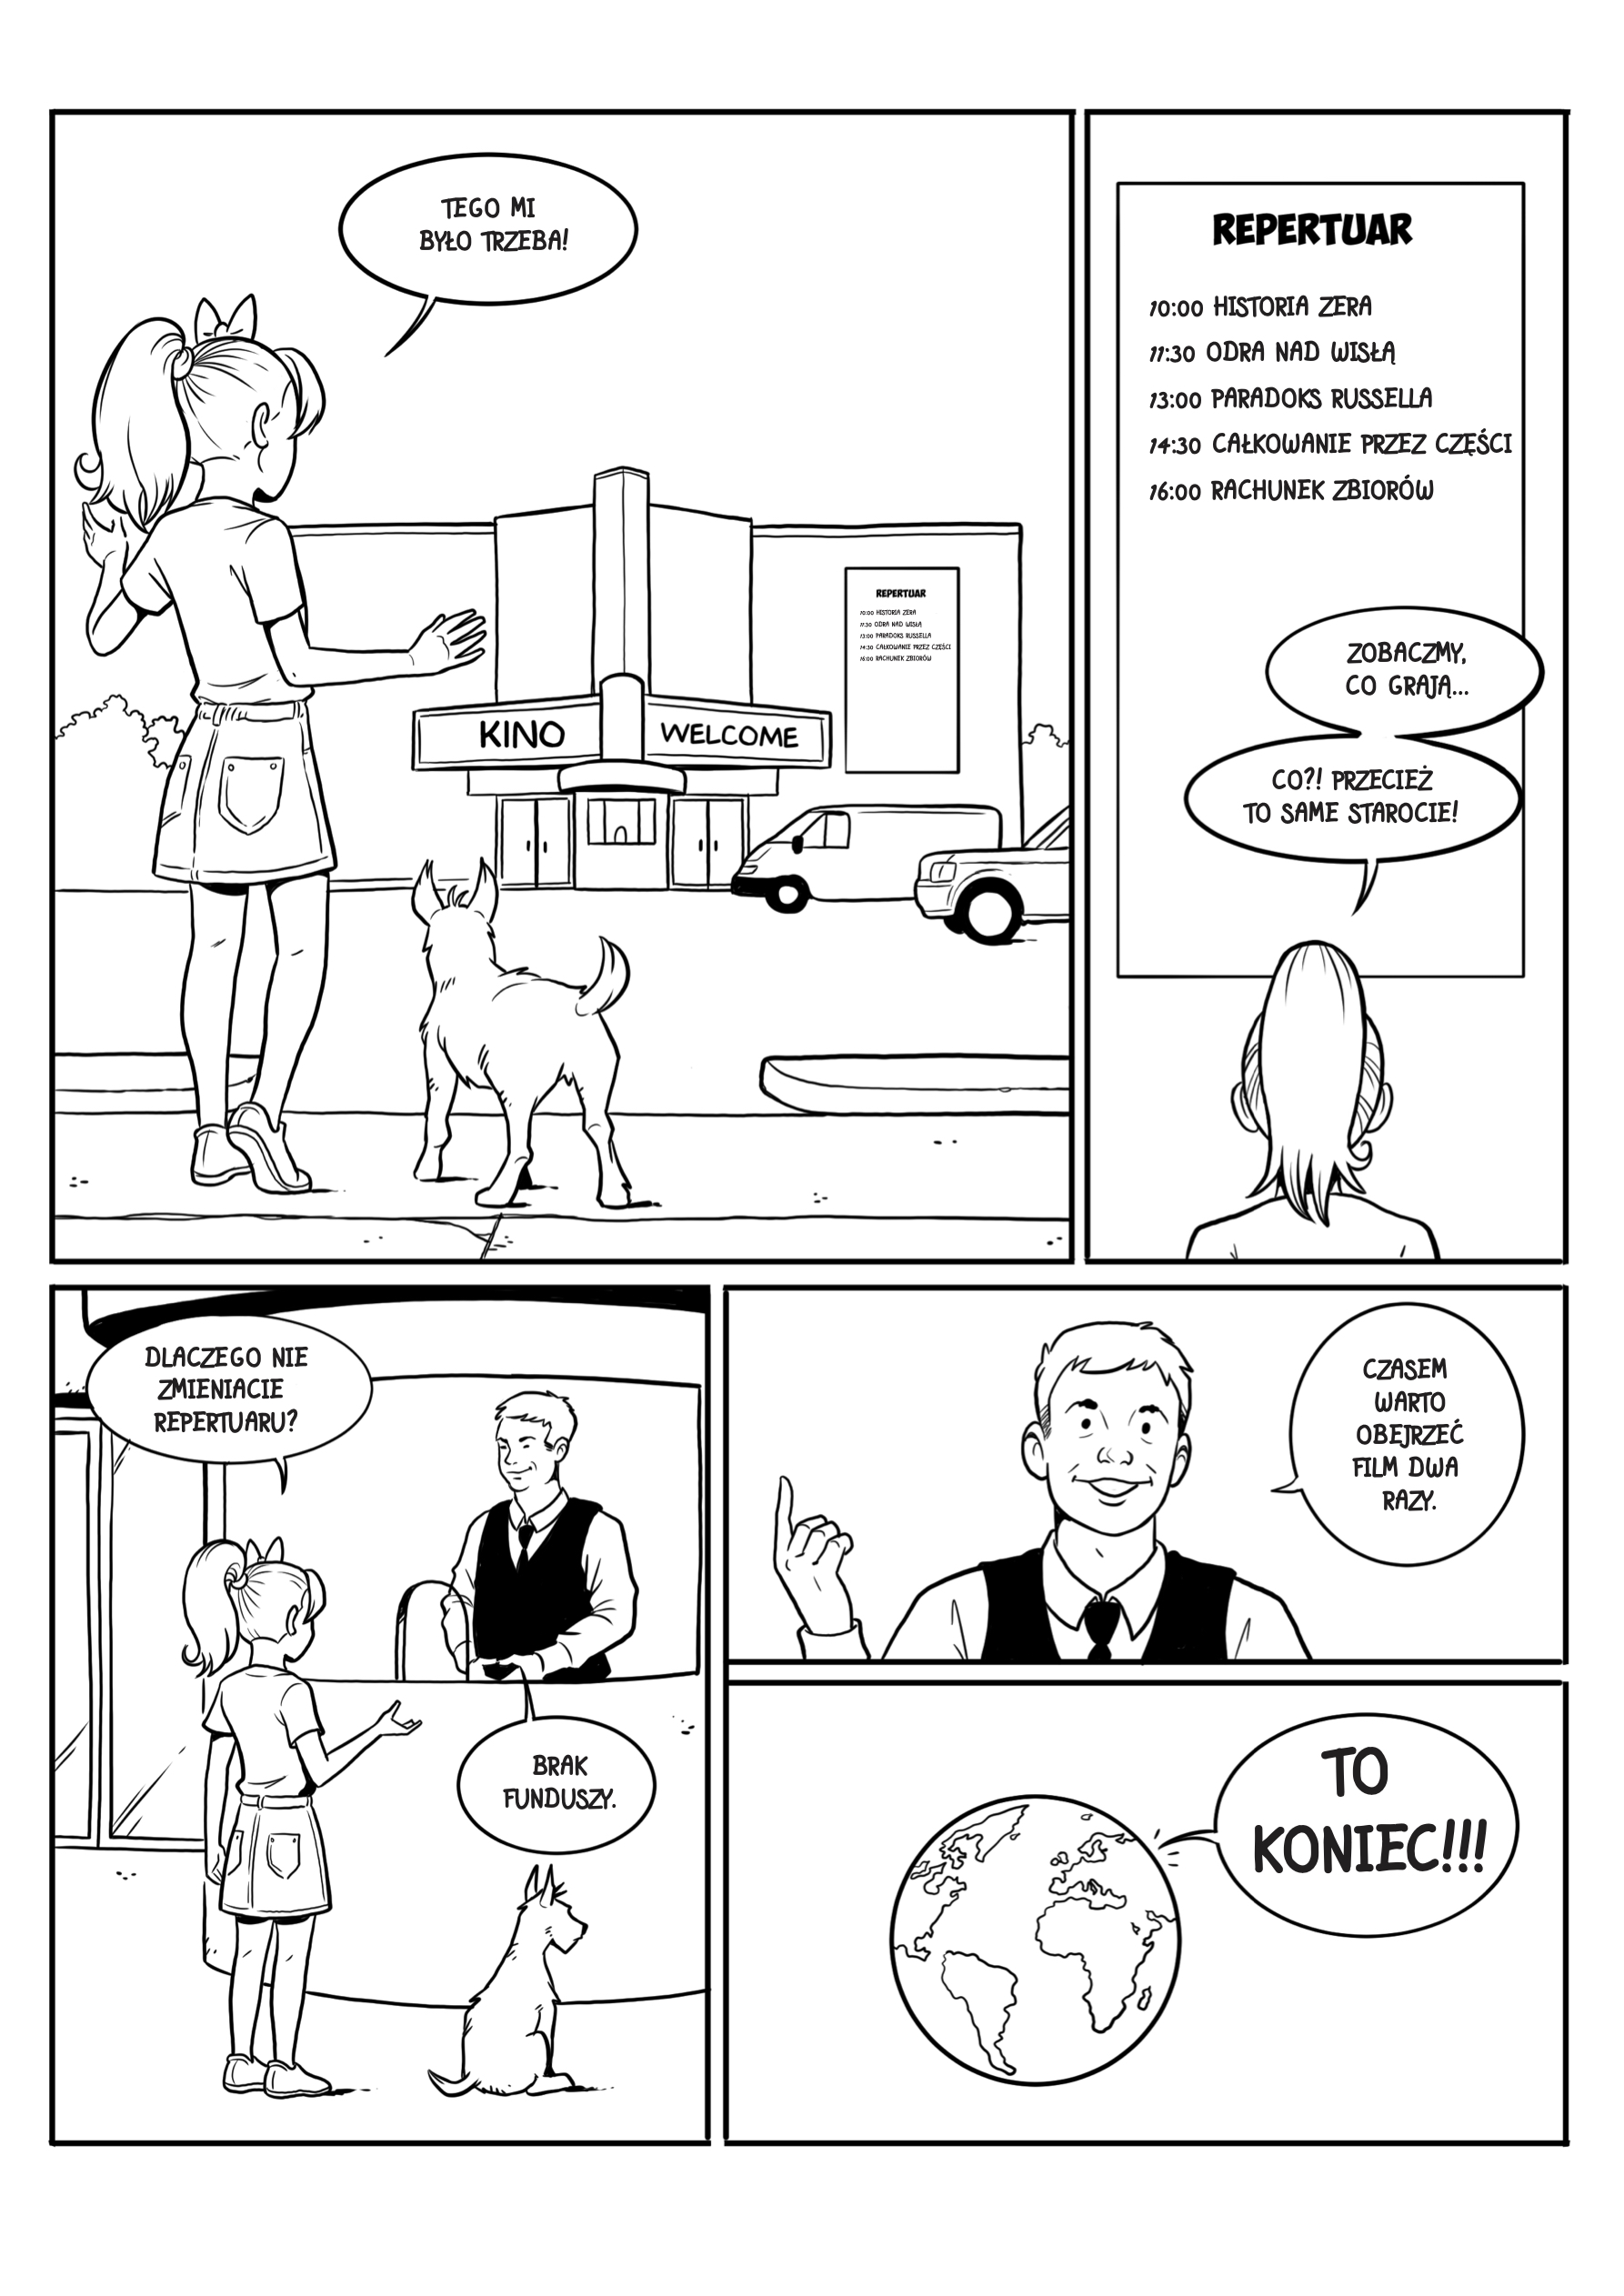 TEGO MI
BYŁO TRZEBA!
KINO
WELCOME
REPERTUAR
10:00 HISTORIA ZERA
11:30 ODRA NAD WISŁĄ
13:00 PARADOKS RUSSELLA
14:30 CAŁKOWANIE PRZEZ CZĘŚCI
16:00 RACHUNEK ZBIORÓW
REPERTUAR
10:00 HISTORIA ZERA
11:30 ODRA NAD WISŁĄ
13:00 PARADOKS RUSSELLA
14:30 CAŁKOWANIE PRZEZ CZĘŚCI
16:00 RACHUNEK ZBIORÓW
ZOBACZMY,
CO GRAJĄ...
CO?! PRZECIEŻ
TO SAME STAROCIE!
DLACZEGO NIE
ZMIENIACIE
REPERTUARU?
BRAK
FUNDUSZY.
CZASEM
WARTO
OBEJRZEĆ
FILM DWA
RAZY.
TO
KONIEC!!!